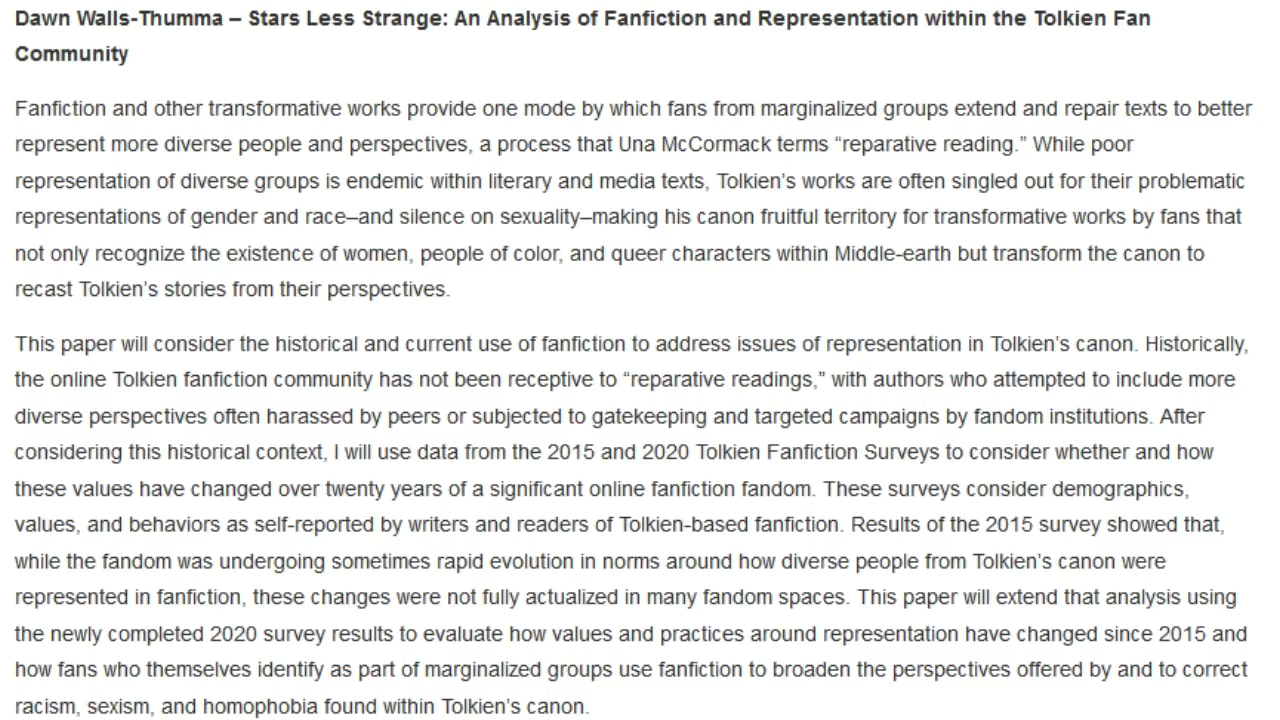 Dawn Walls-Thumma – Stars Less Strange: An Analysis of Fanfiction and Representation within the Tolkien Fan
Community
Fanfiction and other transformative works provide one mode by which fans from marginalized groups extend and repair texts to better
represent more diverse people and perspectives, a process that Una McCormack terms “reparative reading.” While poor
representation of diverse groups is endemic within literary and media texts, Tolkien’s works are often singled out for their problematic
representations of gender and race–and silence on sexuality–making his canon fruitful territory for transformative works by fans that
not only recognize the existence of women, people of color, and queer characters within Middle-earth but transform the canon to
recast Tolkien’s stories from their perspectives.
This paper will consider the historical and current use of fanfiction to address issues of representation in Tolkien’s canon. Historically,
the online Tolkien fanfiction community has not been receptive to “reparative readings,” with authors who attempted to include more
diverse perspectives often harassed by peers or subjected to gatekeeping and targeted campaigns by fandom institutions. After
considering this historical context, I will use data from the 2015 and 2020 Tolkien Fanfiction Surveys to consider whether and how
these values have changed over twenty years of a significant online fanfiction fandom. These surveys consider demographics,
values, and behaviors as self-reported by writers and readers of Tolkien-based fanfiction. Results of the 2015 survey showed that,
while the fandom was undergoing sometimes rapid evolution in norms around how diverse people from Tolkien’s canon were
represented in fanfiction, these changes were not fully actualized in many fandom spaces. This paper will extend that analysis using
the newly completed 2020 survey results to evaluate how values and practices around representation have changed since 2015 and
how fans who themselves identify as part of marginalized groups use fanfiction to broaden the perspectives offered by and to correct
racism, sexism, and homophobia found within Tolkien’s canon.